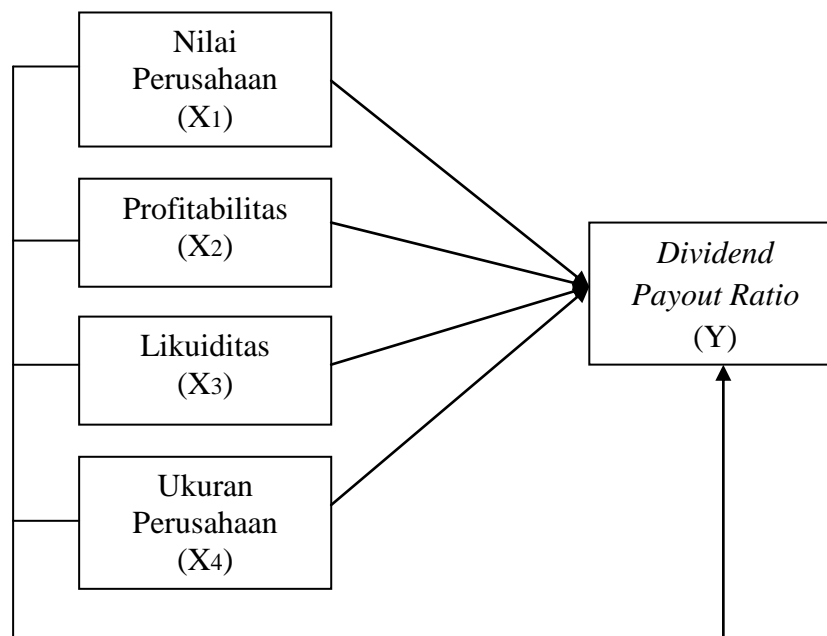 Nilai
Perusahaan
(X1)
Profitabilitas
(X2)
Likuiditas
(X3)
Ukuran
Perusahaan
(X4)
Dividend
Payout Ratio
(Y)